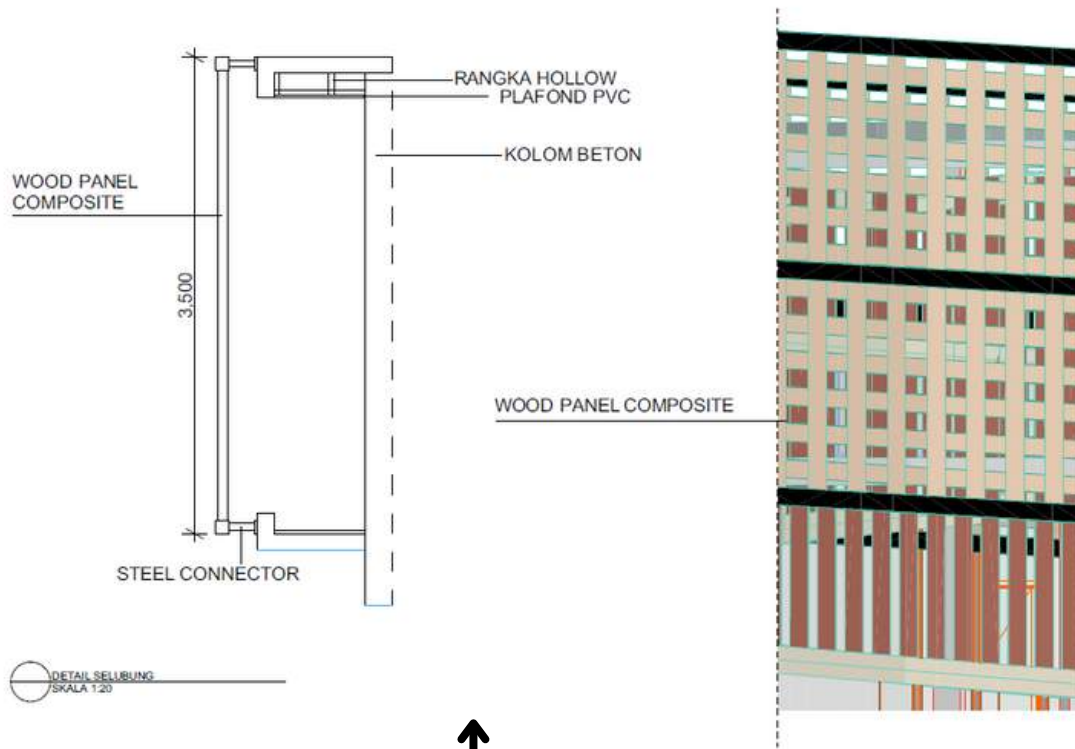 RANGKA HOLLOW
PLAFOND PVC
KOLOM BETON
WOOD PANEL
COMPOSITE
3.500
WOOD PANEL COMPOSITE
STEEL CONNECTOR
DETAIL SELUBUNG
SKALA 1:20